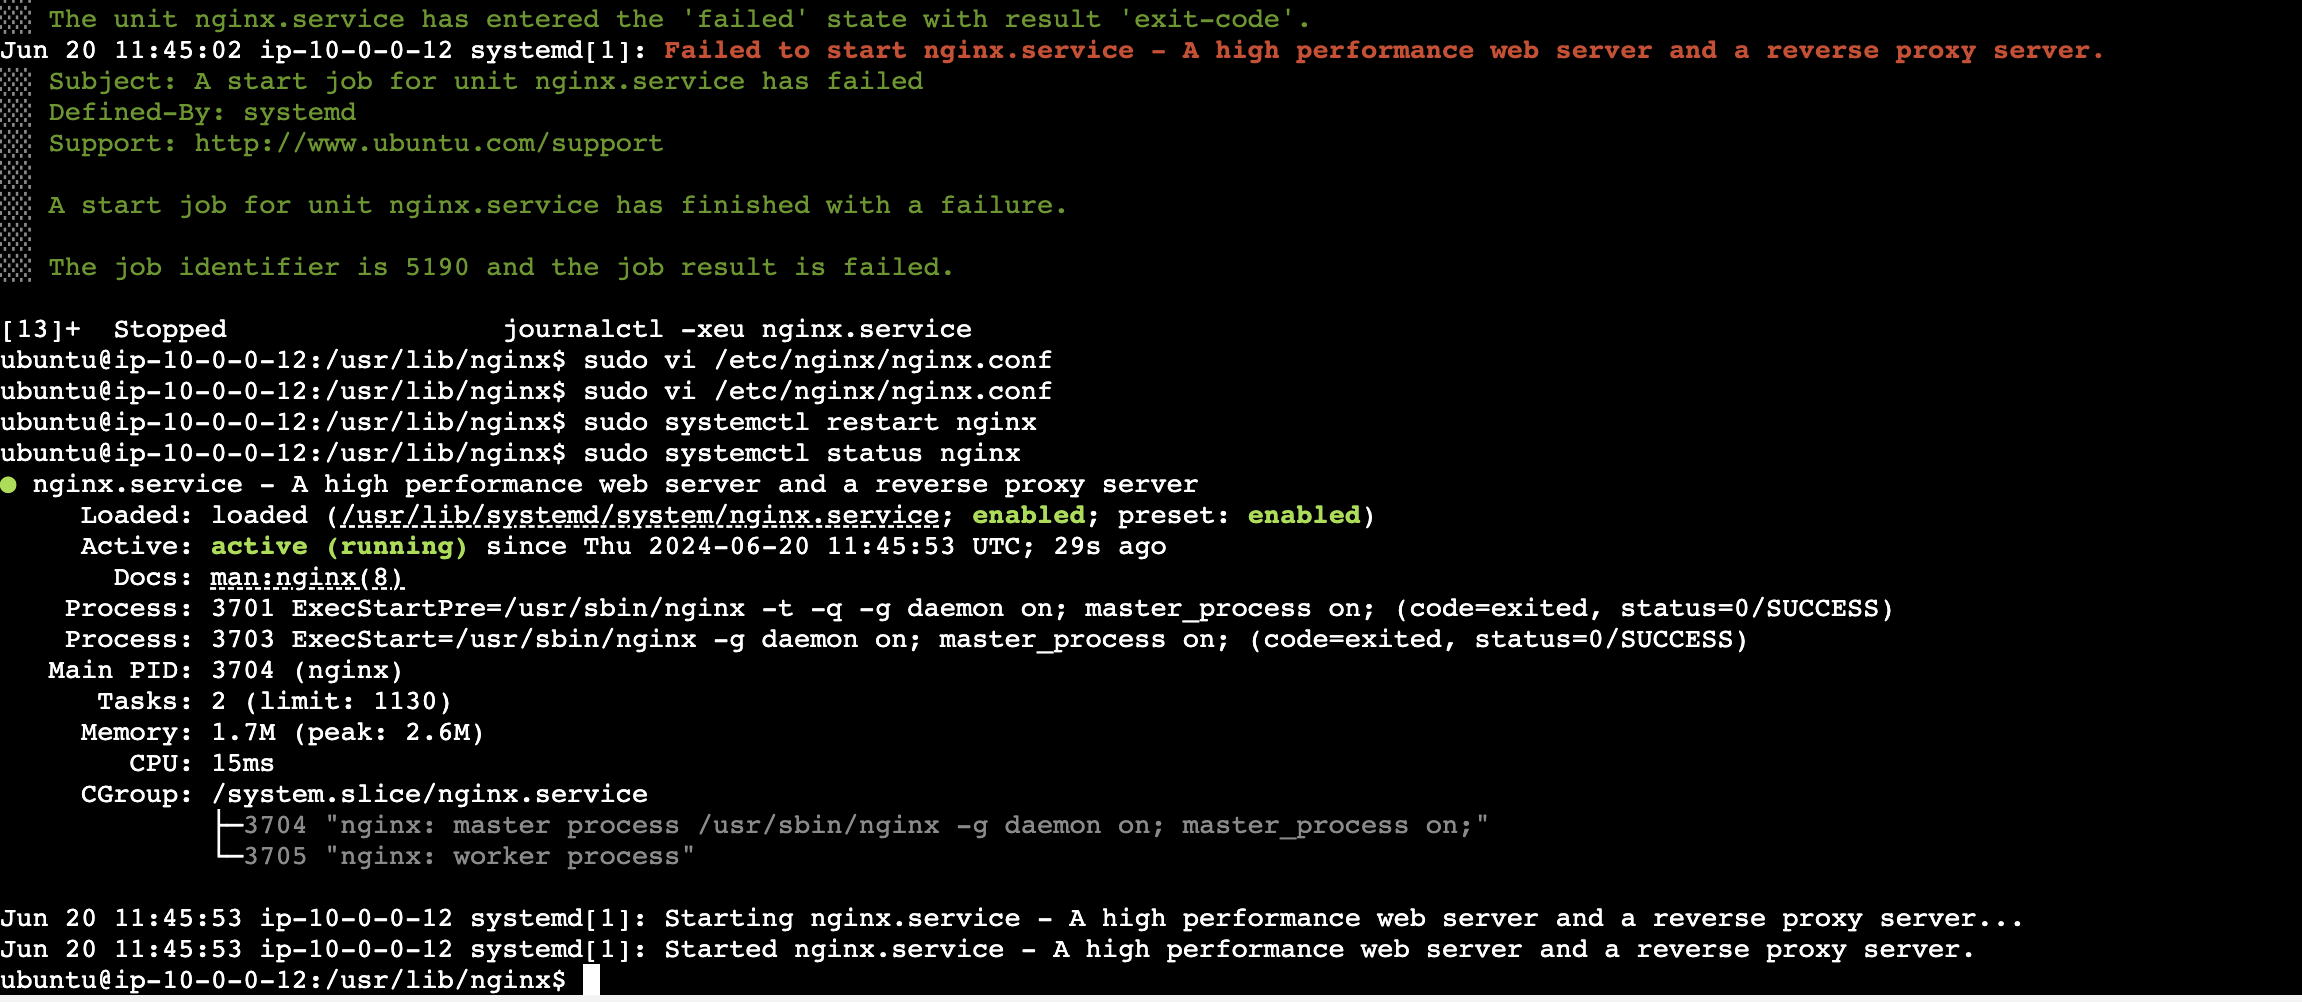 The unit nginx.service has entered the 'failed' state with result 'exit-code'.
Jun 20 11:45:02 ip-10-0-0-12 systemd[1]: Failed to start nginx.service - A high performance web server and a reverse proxy server.
Subject: A start job for unit nginx.service has failed
Defined-By: systemd
Support: http://www.ubuntu.com/support
A start job for unit nginx.service has finished with a failure.
The job identifier is 5190 and the job result is failed.
[13]+  Stopped                 journalctl -xeu nginx.service
ubuntu@ip-10-0-0-12:/usr/lib/nginx$ sudo vi /etc/nginx/nginx.conf
ubuntu@ip-10-0-0-12:/usr/lib/nginx$ sudo vi /etc/nginx/nginx.conf
ubuntu@ip-10-0-0-12:/usr/lib/nginx$ sudo systemctl restart nginx
ubuntu@ip-10-0-0-12:/usr/lib/nginx$ sudo systemctl status nginx
● nginx.service - A high performance web server and a reverse proxy server
Loaded: loaded (/usr/lib/systemd/system/nginx.service; enabled; preset: enabled)
Active: active (running) since Thu 2024-06-20 11:45:53 UTC; 29s ago
Docs: man:nginx(8)
Process: 3701 ExecStartPre=/usr/sbin/nginx -t -q -g daemon on; master_process on; (code=exited, status=0/SUCCESS)
Process: 3703 ExecStart=/usr/sbin/nginx -g daemon on; master_process on; (code=exited, status=0/SUCCESS)
Main PID: 3704 (nginx)
Tasks: 2 (limit: 1130)
Memory: 1.7M (peak: 2.6M)
CPU: 15ms
CGroup: /system.slice/nginx.service
├─3704 "nginx: master process /usr/sbin/nginx -g daemon on; master_process on;"
└─3705 "nginx: worker process"
Jun 20 11:45:53 ip-10-0-0-12 systemd[1]: Starting nginx.service - A high performance web server and a reverse proxy server...
Jun 20 11:45:53 ip-10-0-0-12 systemd[1]: Started nginx.service - A high performance web server and a reverse proxy server.
ubuntu@ip-10-0-0-12:/usr/lib/nginx$